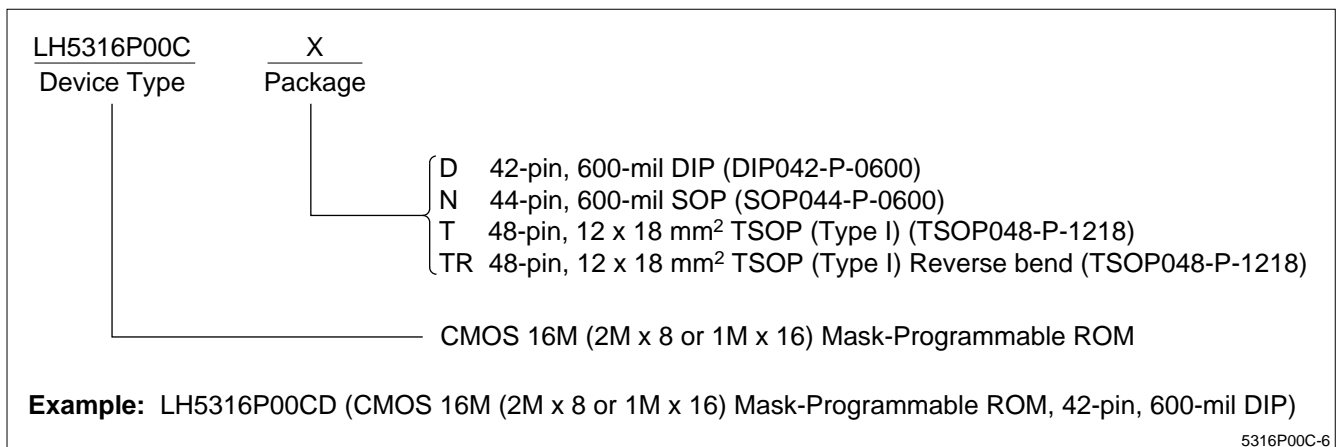 LH5316P00C X
Device Type Package
D 42-pin, 600-mil DIP (DIP042-P-0600)
N 44-pin, 600-mil SOP (SOP044-P-0600)
T 48-pin, 12 x 18 mm² TSOP (Type I) (TSOP048-P-1218)
TR 48-pin, 12 x 18 mm² TSOP (Type I) Reverse bend (TSOP048-P-1218)
CMOS 16M (2M x 8 or 1M x 16) Mask-Programmable ROM
Example: LH5316P00CD (CMOS 16M (2M x 8 or 1M x 16) Mask-Programmable ROM, 42-pin, 600-mil DIP)
5316P00C-6